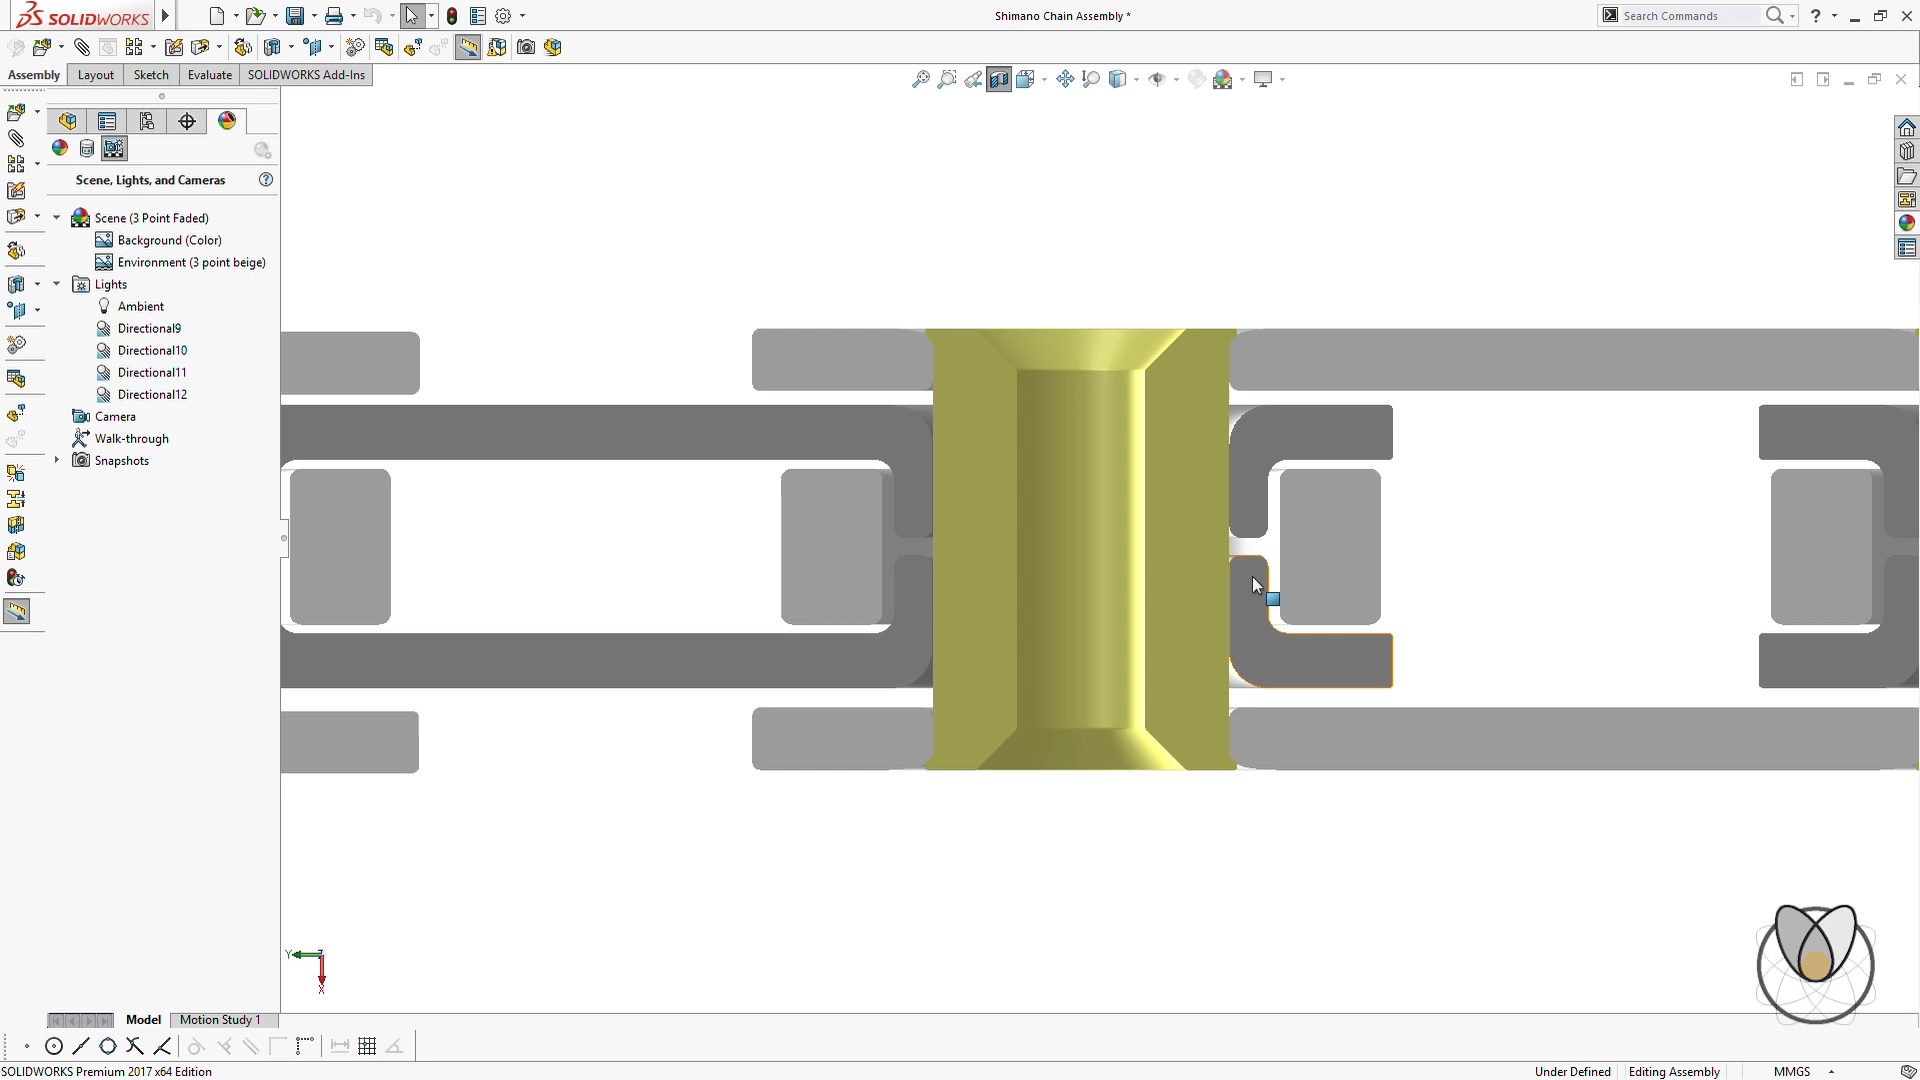 SOLIDWORKS
Shimano Chain Assembly *
Search Commands
?
Assembly
Layout
Sketch
Evaluate
SOLIDWORKS Add-Ins
Scene, Lights, and Cameras
?
Scene (3 Point Faded)
Background (Color)
Environment (3 point beige)
Lights
Ambient
Directional9
Directional10
Directional11
Directional12
Camera
Walk-through
Snapshots
Y
Z
X
Model
Motion Study 1
SOLIDWORKS Premium 2017 x64 Edition
Under Defined
Editing Assembly
MMGS